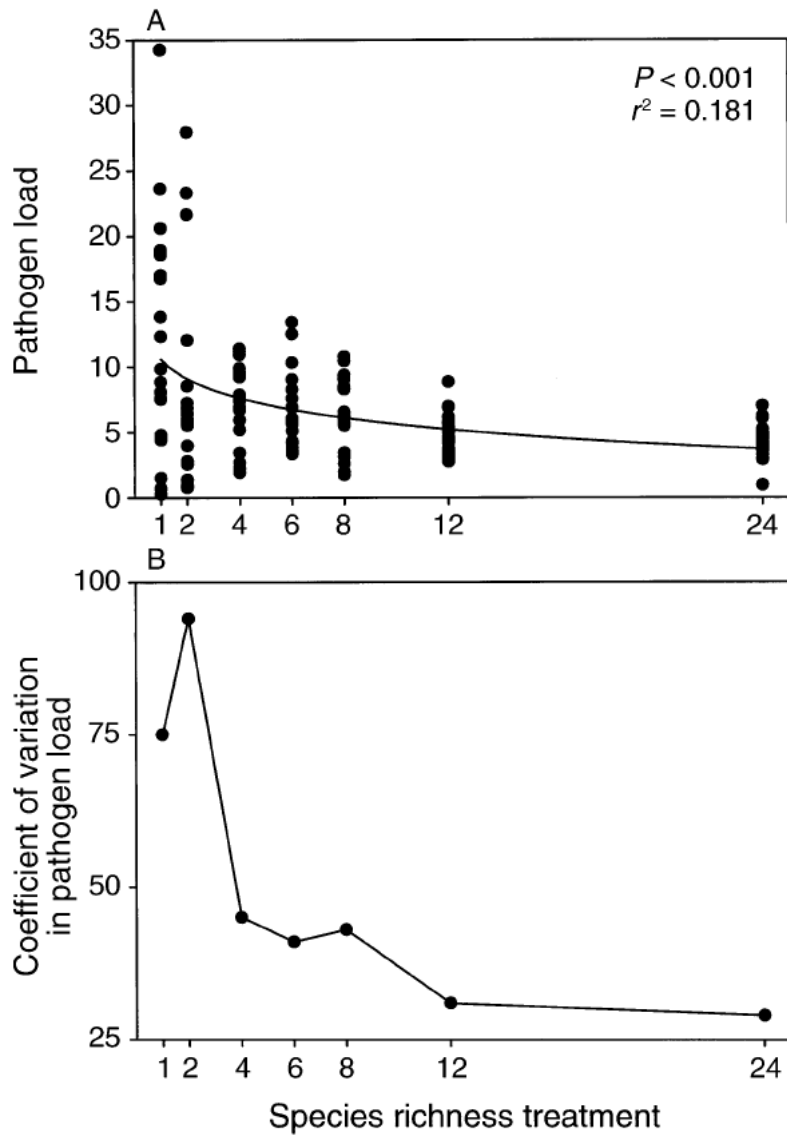 A
35
30
25
20
15
10
5
0
Pathogen load
P < 0.001
r² = 0.181
1 2 4 6 8 12 24
B
100
75
50
25
Coefficient of variation
in pathogen load
1 2 4 6 8 12 24
Species richness treatment